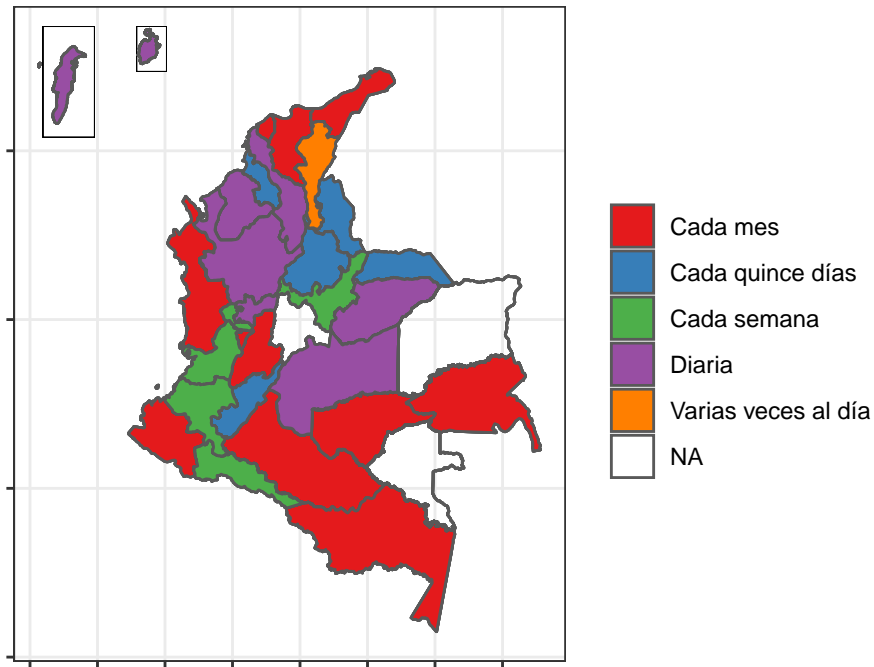 Cada mes
Cada quince días
Cada semana
Diaria
Varias veces al día
NA